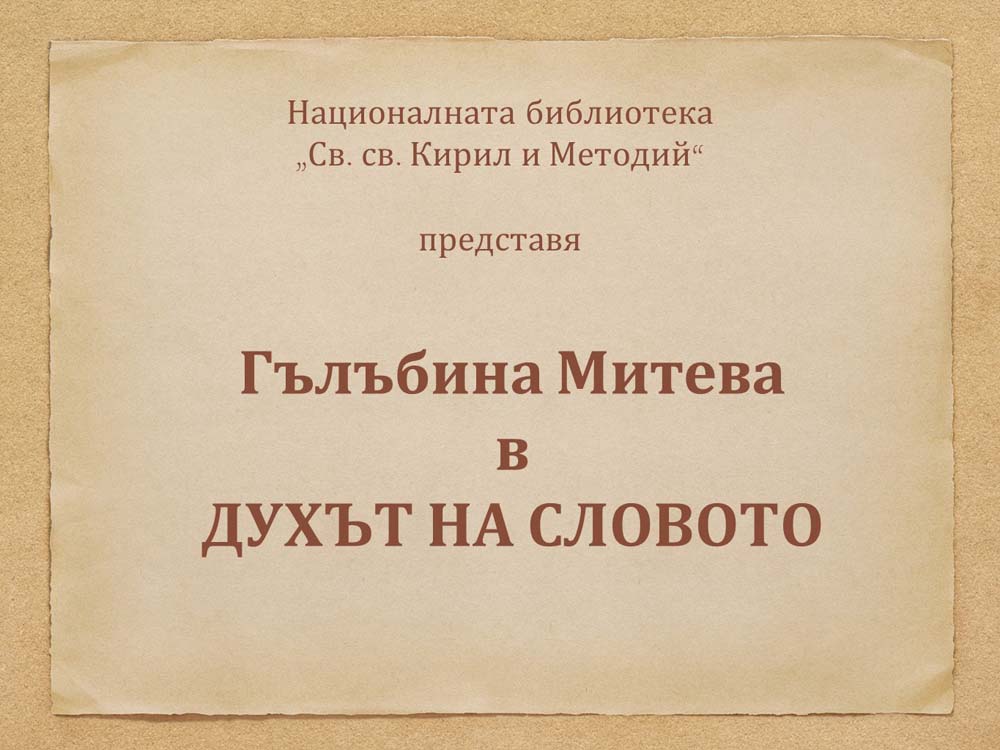 Националната библиотека
„Св. св. Кирил и Методий“
представя
Гълъбина Митева
в
ДУХЪТ НА СЛОВОТО